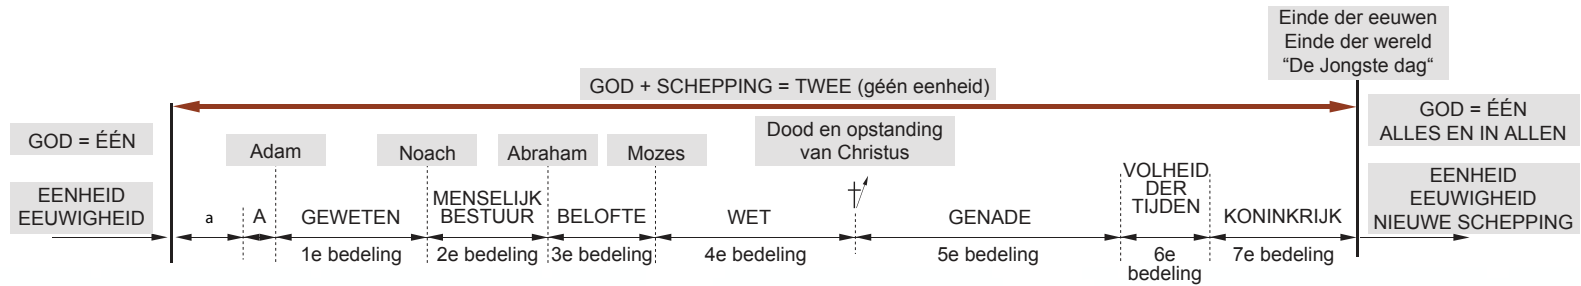 Einde der eeuwen
Einde der wereld
“De Jongste dag“
GOD + SCHEPPING = TWEE (géén eenheid)
GOD = ÉÉN
GOD = ÉÉN
ALLES EN IN ALLEN
Adam
Noach
Abraham
Mozes
Dood en opstanding
van Christus
EENHEID
EEUWIGHEID
a
A
GEWETEN
MENSELIJK
BESTUUR
BELOFTE
WET
GENADE
VOLHEID
DER
TIJDEN
KONINKRIJK
EENHEID
EEUWIGHEID
NIEUWE SCHEPPING
1e bedeling
2e bedeling
3e bedeling
4e bedeling
5e bedeling
6e
bedeling
7e bedeling